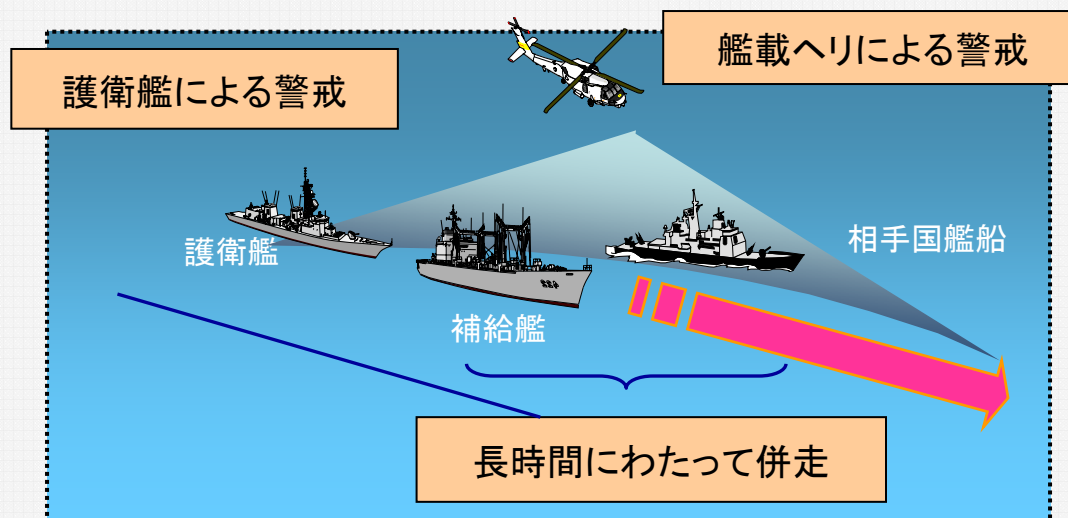 艦載ヘリによる警戒
護衛艦による警戒
護衛艦
相手国艦船
補給艦
長時間にわたって併走